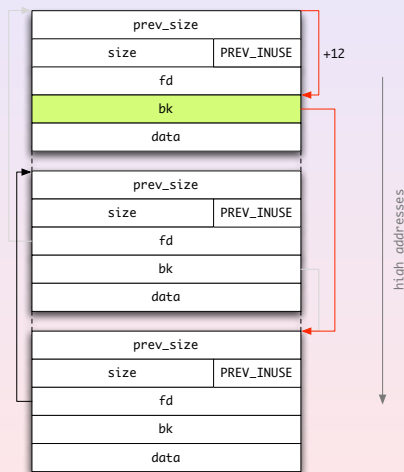 prev_size
size PREV_INUSE
+12
fd
bk
data
prev_size
size PREV_INUSE
fd
bk
data
prev_size
size PREV_INUSE
fd
bk
data
high addresses